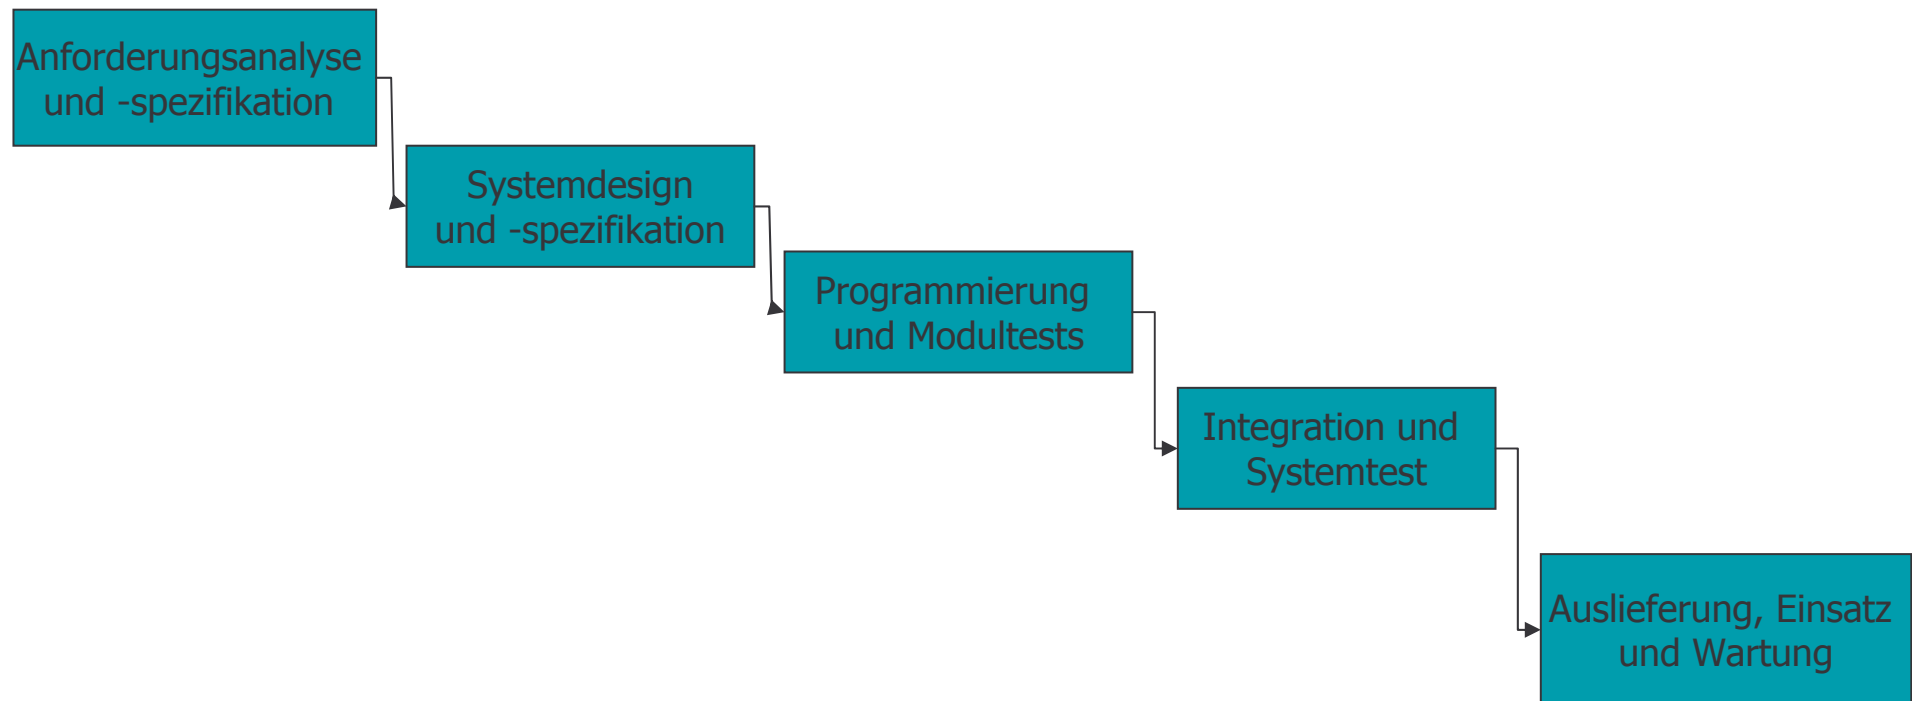 Anforderungsanalyse
und -spezifikation
Systemdesign
und -spezifikation
Programmierung
und Modultests
Integration und
Systemtest
Auslieferung, Einsatz
und Wartung